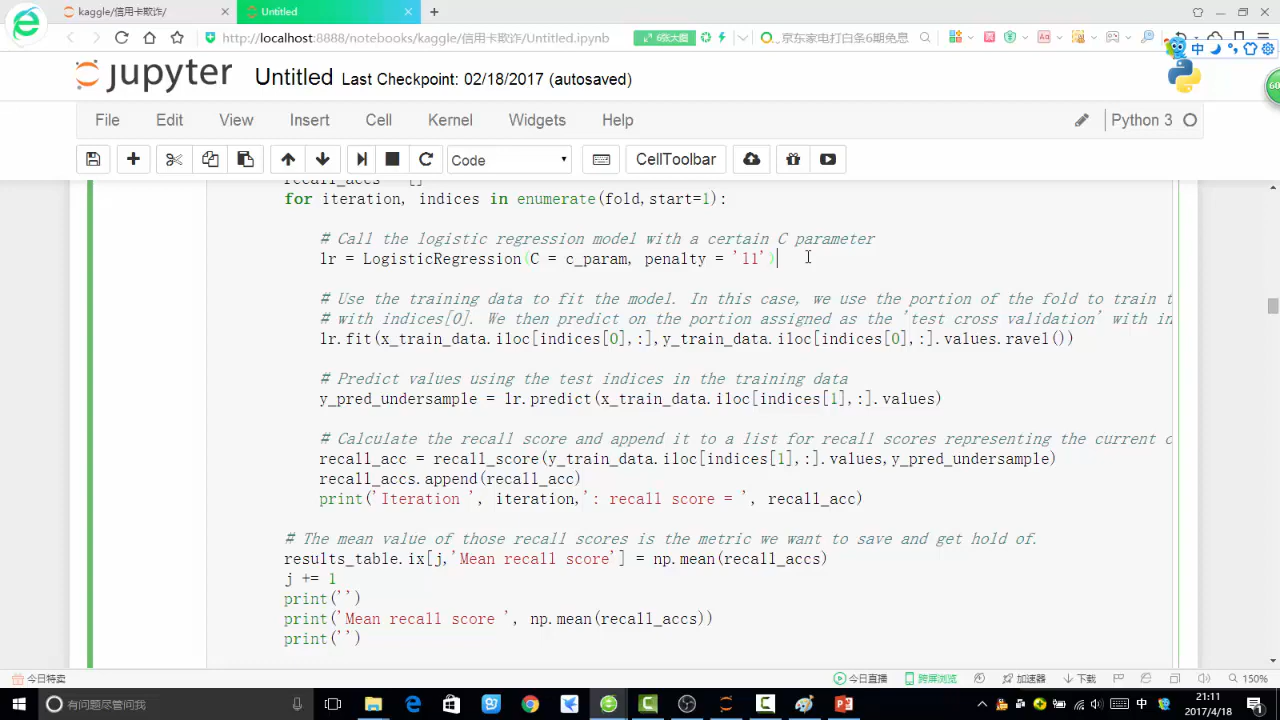 kaggle/信用卡欺诈/
Untitled
http://localhost:8888/notebooks/kaggle/信用卡欺诈/Untitled.ipynb
6张大图
京东家电打白条6期免息
中
60
jupyter
Untitled
Last Checkpoint: 02/18/2017 (autosaved)
File Edit View Insert Cell Kernel Widgets Help
Python 3
Code
CellToolbar
for iteration, indices in enumerate(fold,start=1):
# Call the logistic regression model with a certain C parameter
lr = LogisticRegression(C = c_param, penalty = 'l1')
# Use the training data to fit the model. In this case, we use the portion of the fold to train t
# with indices[0]. We then predict on the portion assigned as the 'test cross validation' with in
lr.fit(x_train_data.iloc[indices[0],:],y_train_data.iloc[indices[0],:].values.ravel())
# Predict values using the test indices in the training data
y_pred_undersample = lr.predict(x_train_data.iloc[indices[1],:].values)
# Calculate the recall score and append it to a list for recall scores representing the current c
recall_acc = recall_score(y_train_data.iloc[indices[1],:].values,y_pred_undersample)
recall_accs.append(recall_acc)
print('Iteration ', iteration,': recall score = ', recall_acc)
# The mean value of those recall scores is the metric we want to save and get hold of.
results_table.ix[j,'Mean recall score'] = np.mean(recall_accs)
j += 1
print('')
print('Mean recall score ', np.mean(recall_accs))
print('')
今日特卖
今日直播
跨屏浏览
加速器
下载
150%
有问题尽管问我
中
21:11
2017/4/18